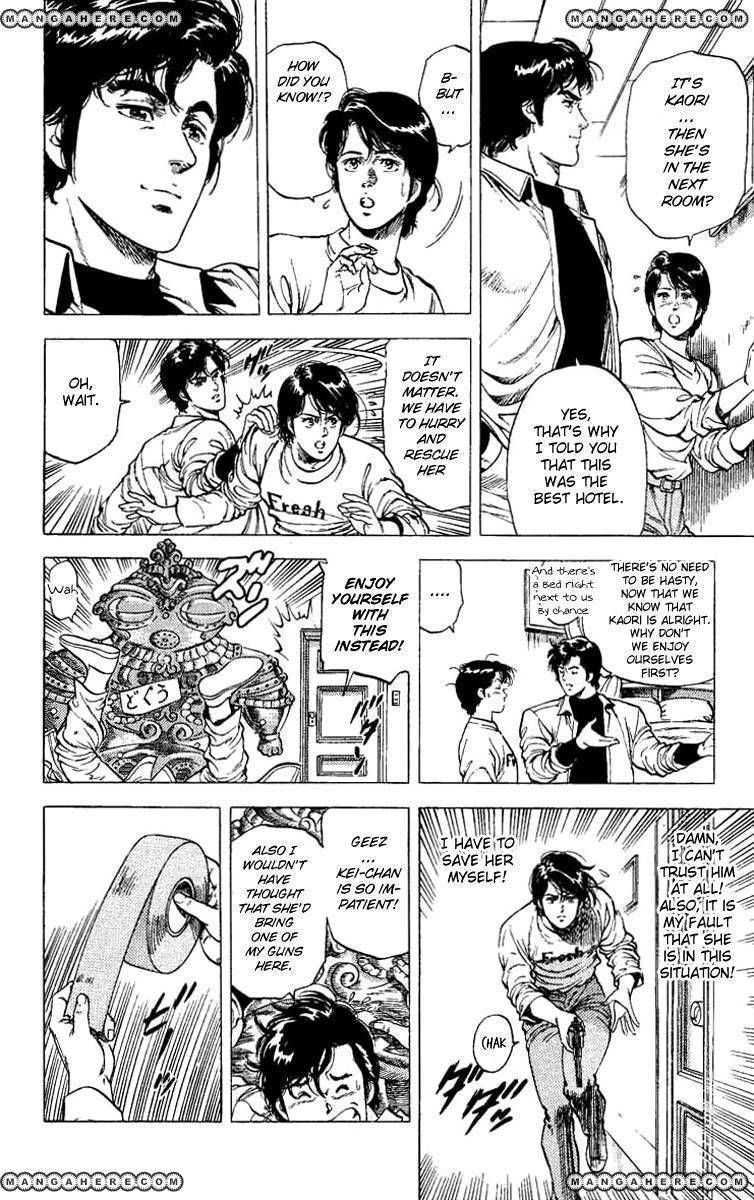 MANGAHERE.COM
MANGAHERE.COM
IT'S
KAORI
...
THEN
SHE'S
IN THE
NEXT
ROOM?
YES,
THAT'S WHY
I TOLD YOU
THAT THIS
WAS THE
BEST HOTEL.
B-
BUT
...
HOW
DID YOU
KNOW!?
IT
DOESN'T
MATTER.
WE HAVE
TO HURRY
AND
RESCUE
HER
Fresh
OH,
WAIT.
THERE'S NO NEED
TO BE HASTY,
NOW THAT WE
KNOW THAT
KAORI IS ALRIGHT.
WHY DON'T
WE ENJOY
OURSELVES
FIRST?
And there's
a bed right
next to us
By chance
....
ENJOY
YOURSELF
WITH
THIS
INSTEAD!
Wah
どぐう
DAMN,
I CAN'T
TRUST HIM
AT ALL!
ALSO, IT IS
MY FAULT
THAT SHE
IS IN THIS
SITUATION!
I HAVE TO
SAVE HER
MYSELF!
Fresh
CHAK
ダダッ
GEEZ
...
KEI-CHAN
IS SO IM-
PATIENT!
ALSO I
WOULDN'T
HAVE
THOUGHT
THAT SHE'D
BRING
ONE OF
MY GUNS
HERE.
MANGAHERE.COM
MANGAHERE.COM